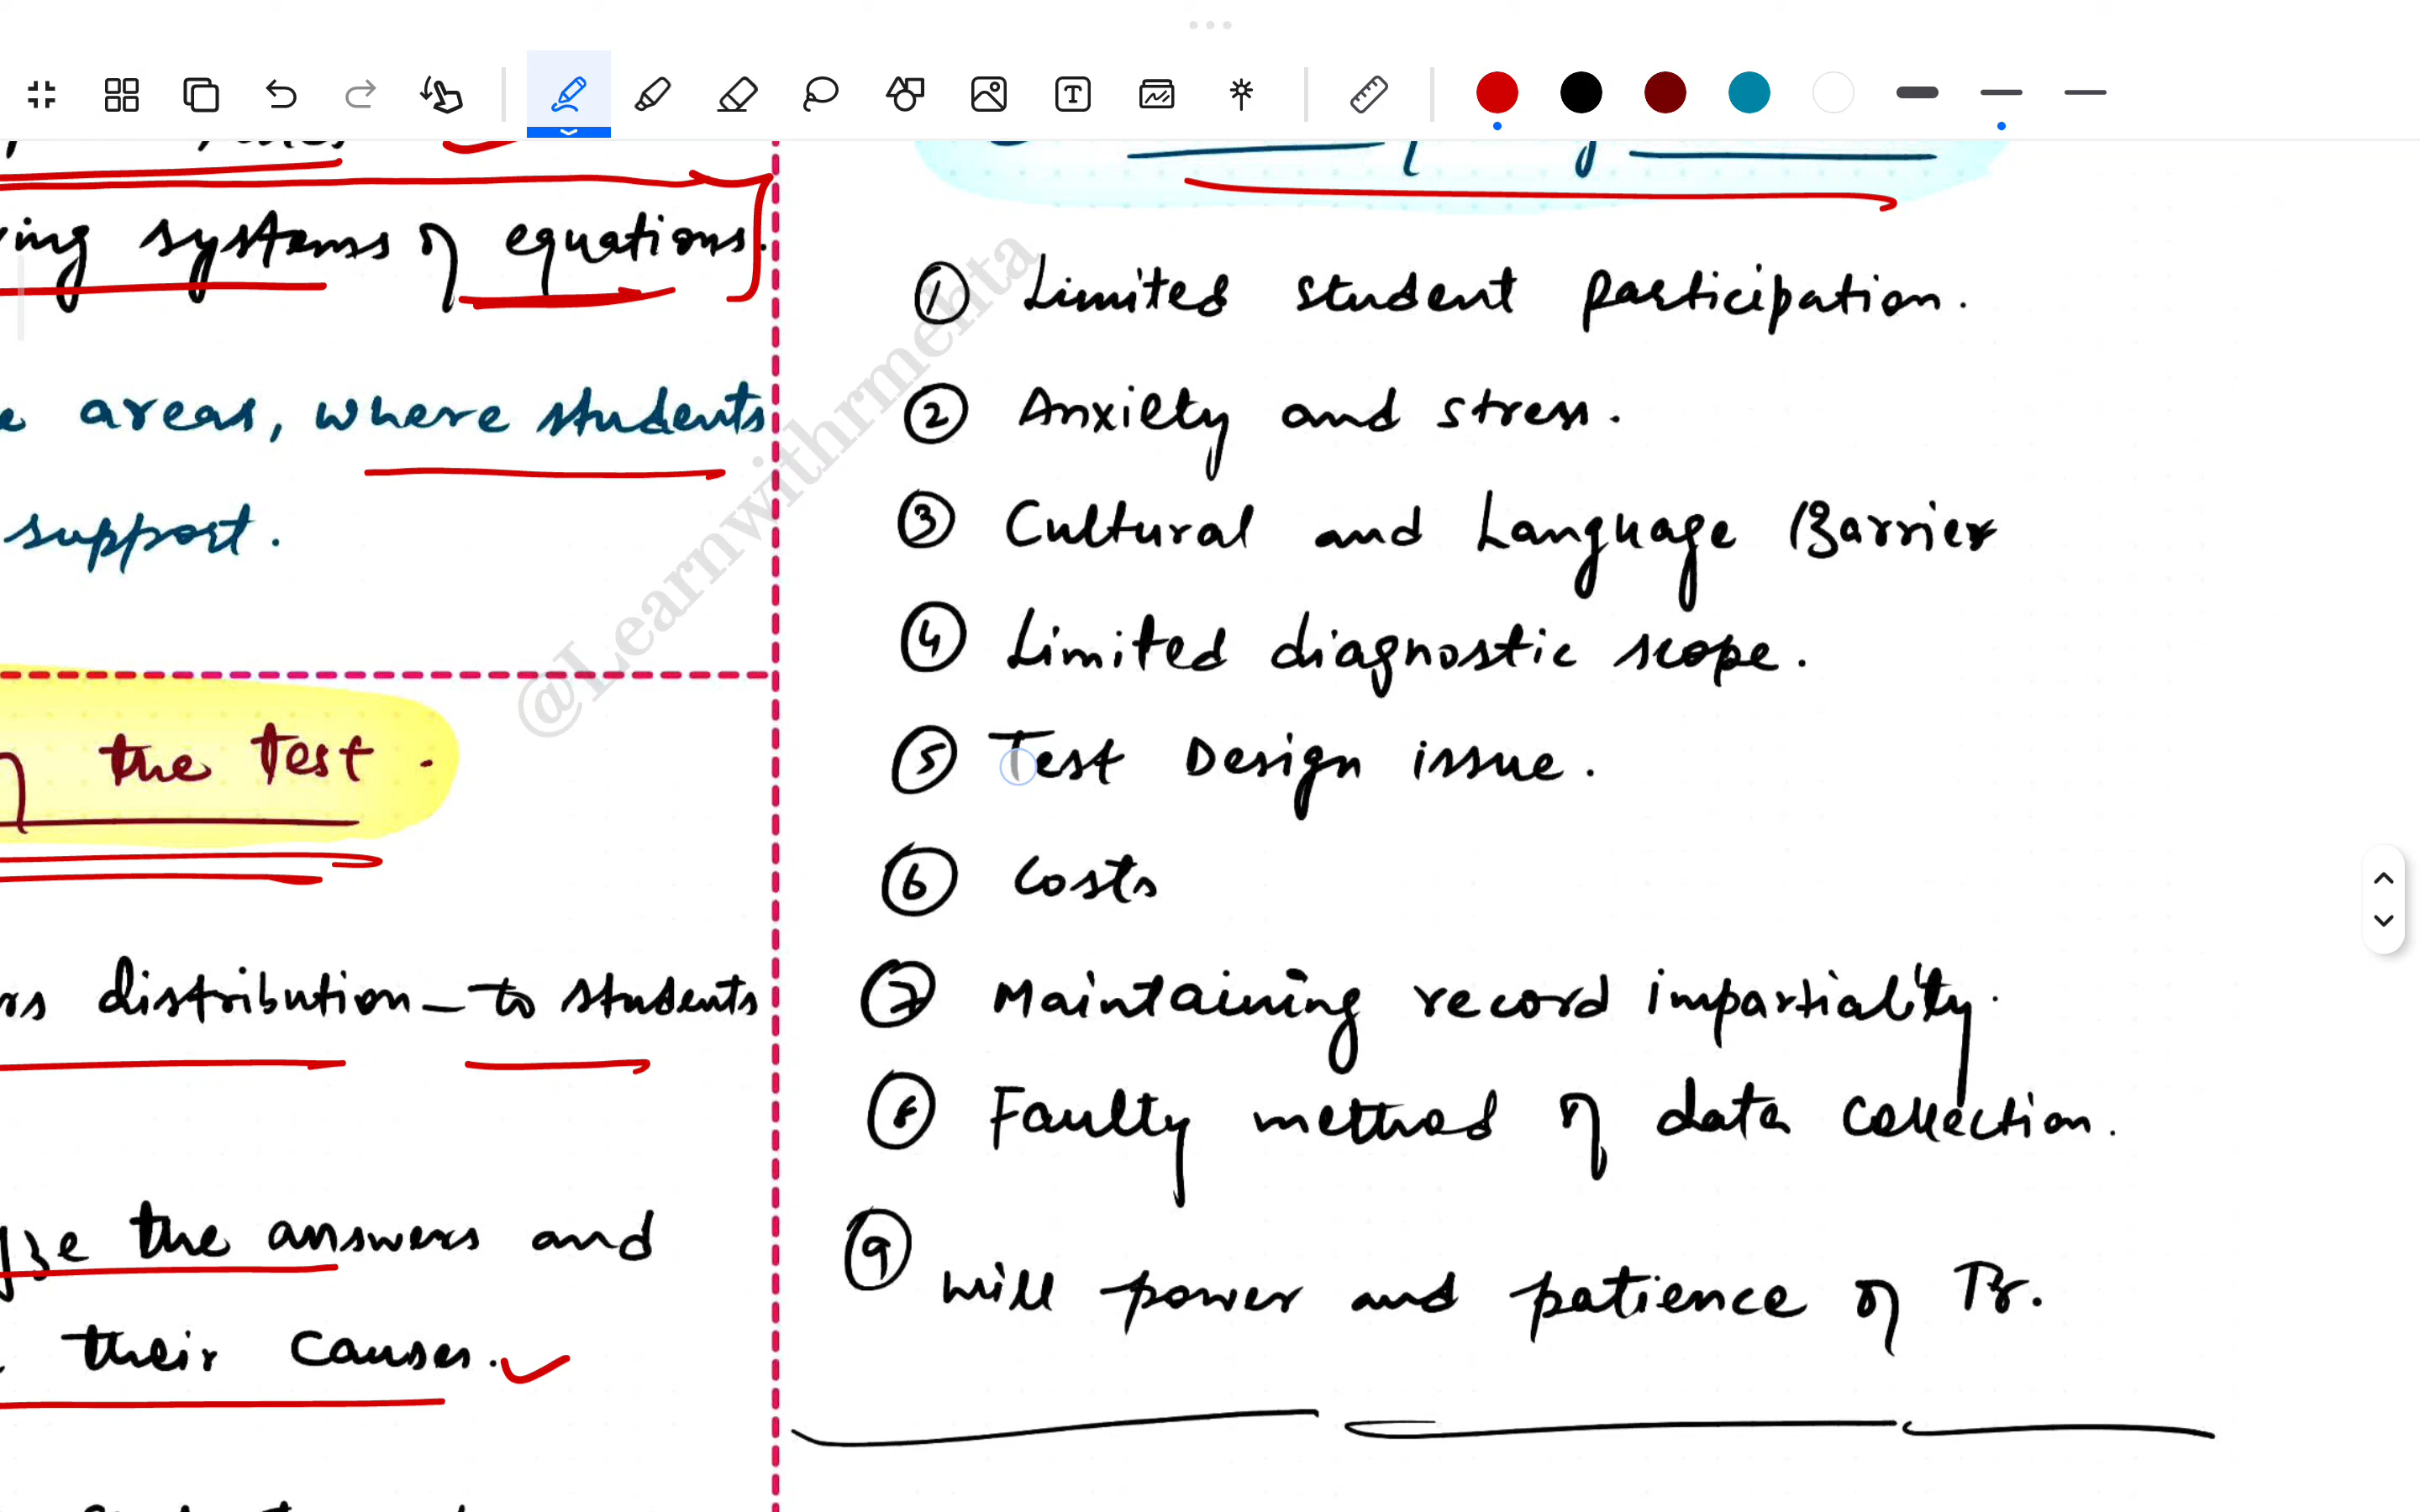 ing systems of equations.
areas, where students
support.
the test.
distribution - to students
the answers and
their causes.
① Limited student participation.
② Anxiety and stress.
③ Cultural and Language Barrier
④ Limited diagnostic scope.
⑤ Test Design issue.
⑥ Costs
⑦ Maintaining record impartiality.
⑧ Faulty method of data collection.
⑨ will power and patience of Tr.
@Learnwithrmehta